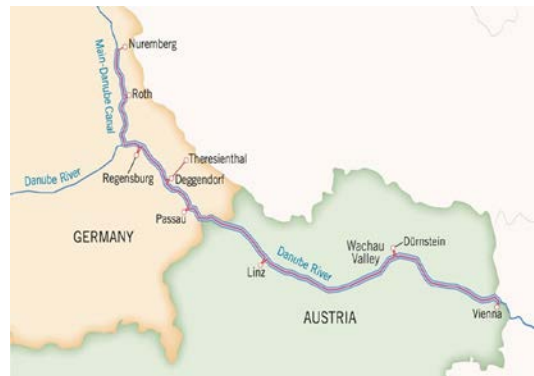 Nuremberg
Main-Danube Canal
Roth
Theresienthal
Danube River
Regensburg
Deggendorf
Passau
GERMANY
Danube River
Wachau
Valley
Dürnstein
Linz
AUSTRIA
Vienna